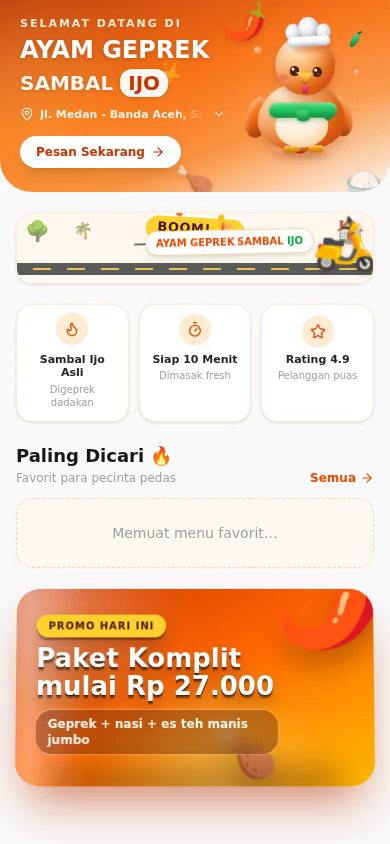 SELAMAT DATANG DI
AYAM GEPREK
SAMBAL IJO
Jl. Medan - Banda Aceh,
Pesan Sekarang
BOOM!
AYAM GEPREK SAMBAL IJO
Sambal Ijo
Asli
Digeprek
dadakan
Siap 10 Menit
Dimasak fresh
Rating 4.9
Pelanggan puas
Paling Dicari
Favorit para pecinta pedas
Semua
Memuat menu favorit...
PROMO HARI INI
Paket Komplit
mulai Rp 27.000
Geprek + nasi + es teh manis
jumbo